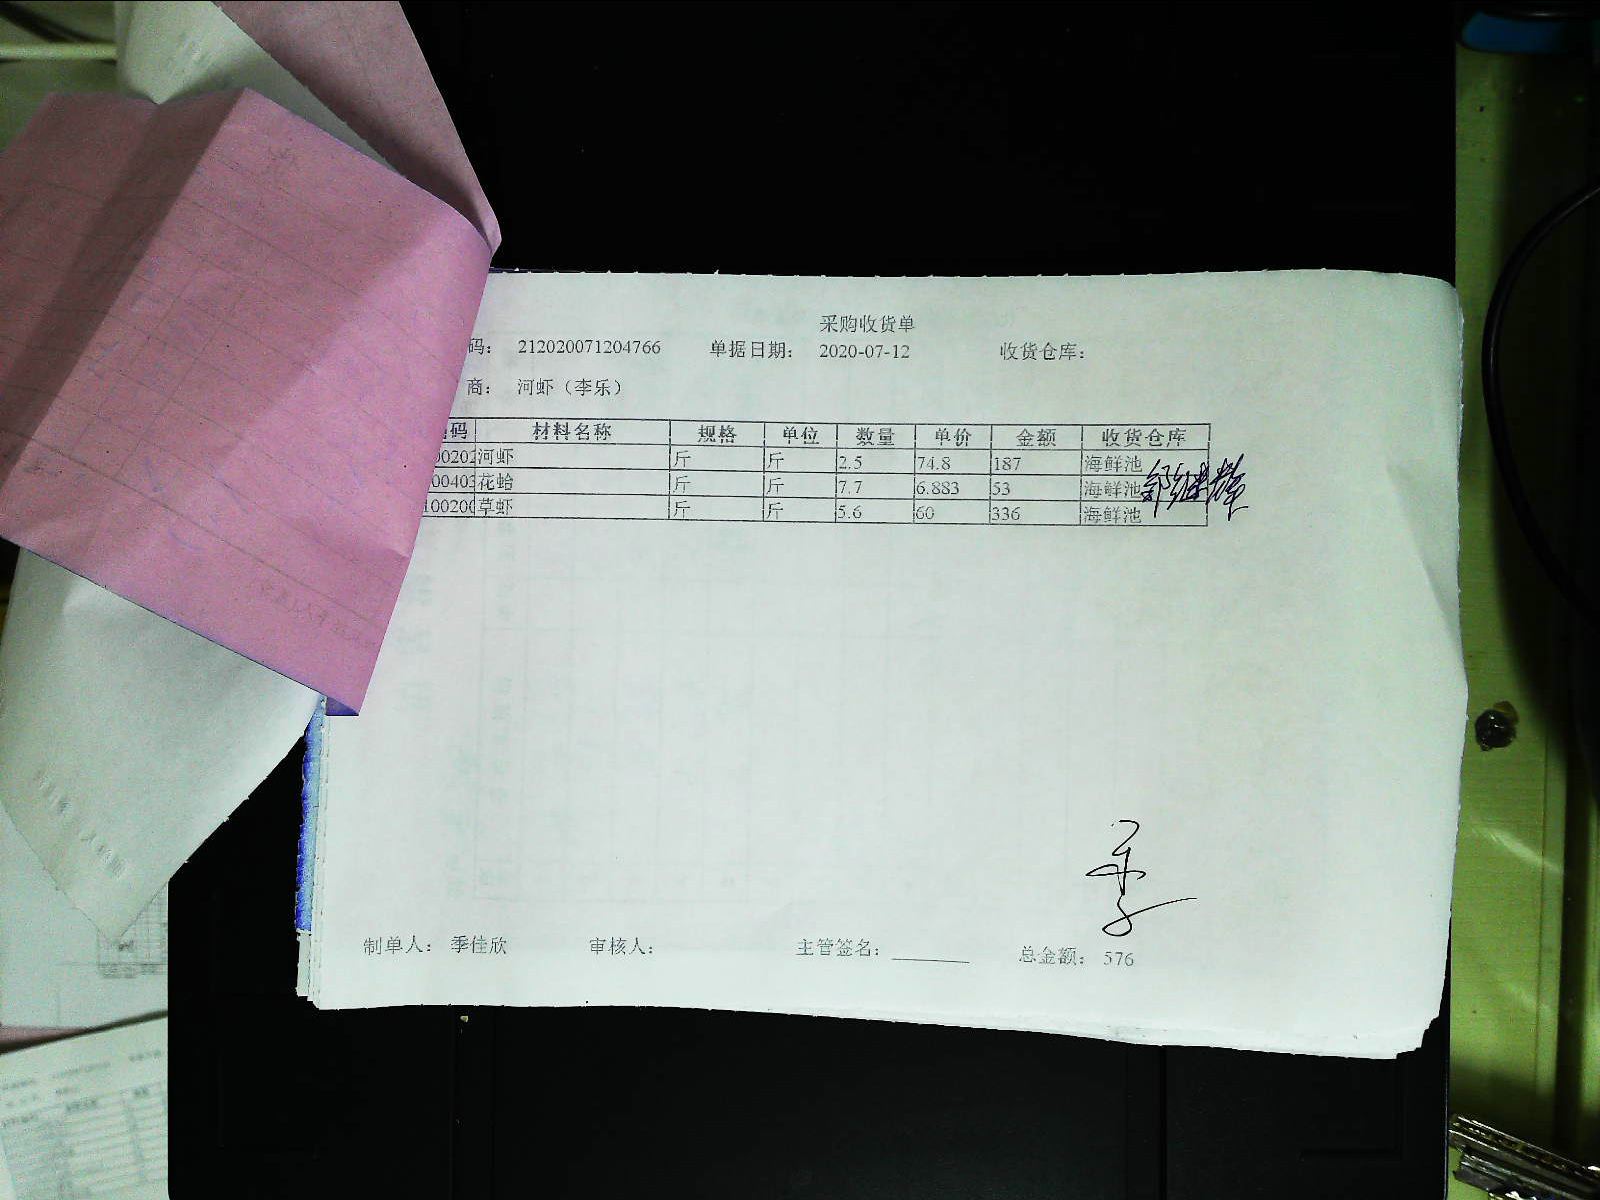 采购收货单
码： 212020071204766 单据日期： 2020-07-12 收货仓库：
商： 河虾（李乐）
码 材料名称 规格 单位 数量 单价 金额 收货仓库
00202 河虾 斤 斤 2.5 74.8 187 海鲜池
00403 花蛤 斤 斤 7.7 6.883 53 海鲜池
100200 草虾 斤 斤 5.6 60 336 海鲜池
制单人： 季佳欣 审核人： 主管签名： 总金额： 576